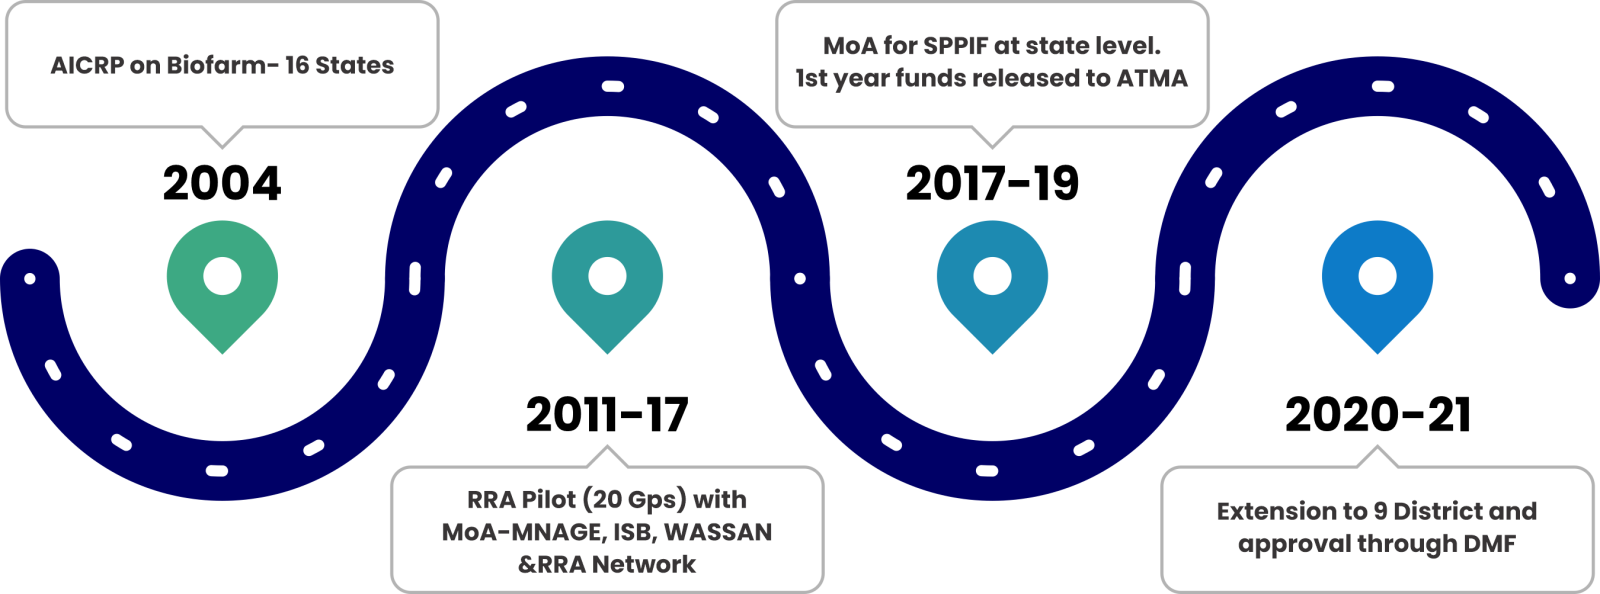 AICRP on Biofarm- 16 States
2004
2011-17
RRA Pilot (20 Gps) with
MoA-MNAGE, ISB, WASSAN
&RRA Network
MoA for SPPIF at state level.
1st year funds released to ATMA
2017-19
2020-21
Extension to 9 District and
approval through DMF